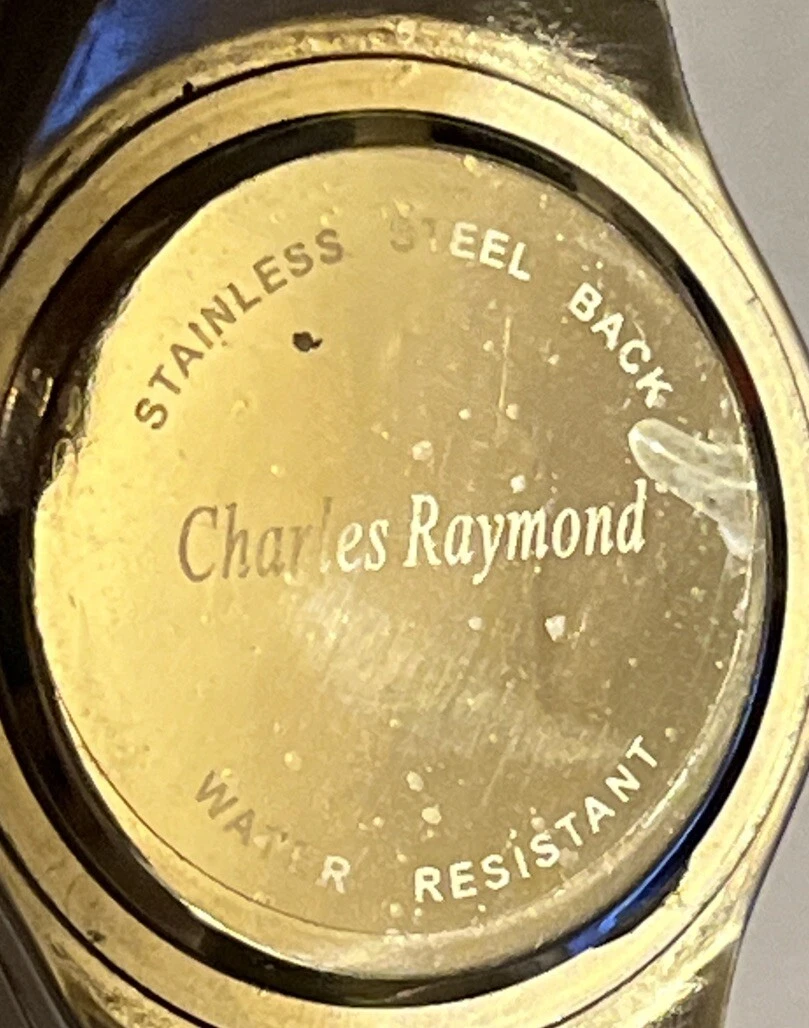 STAINLESS STEEL BACK
Charles Raymond
WATER RESISTANT